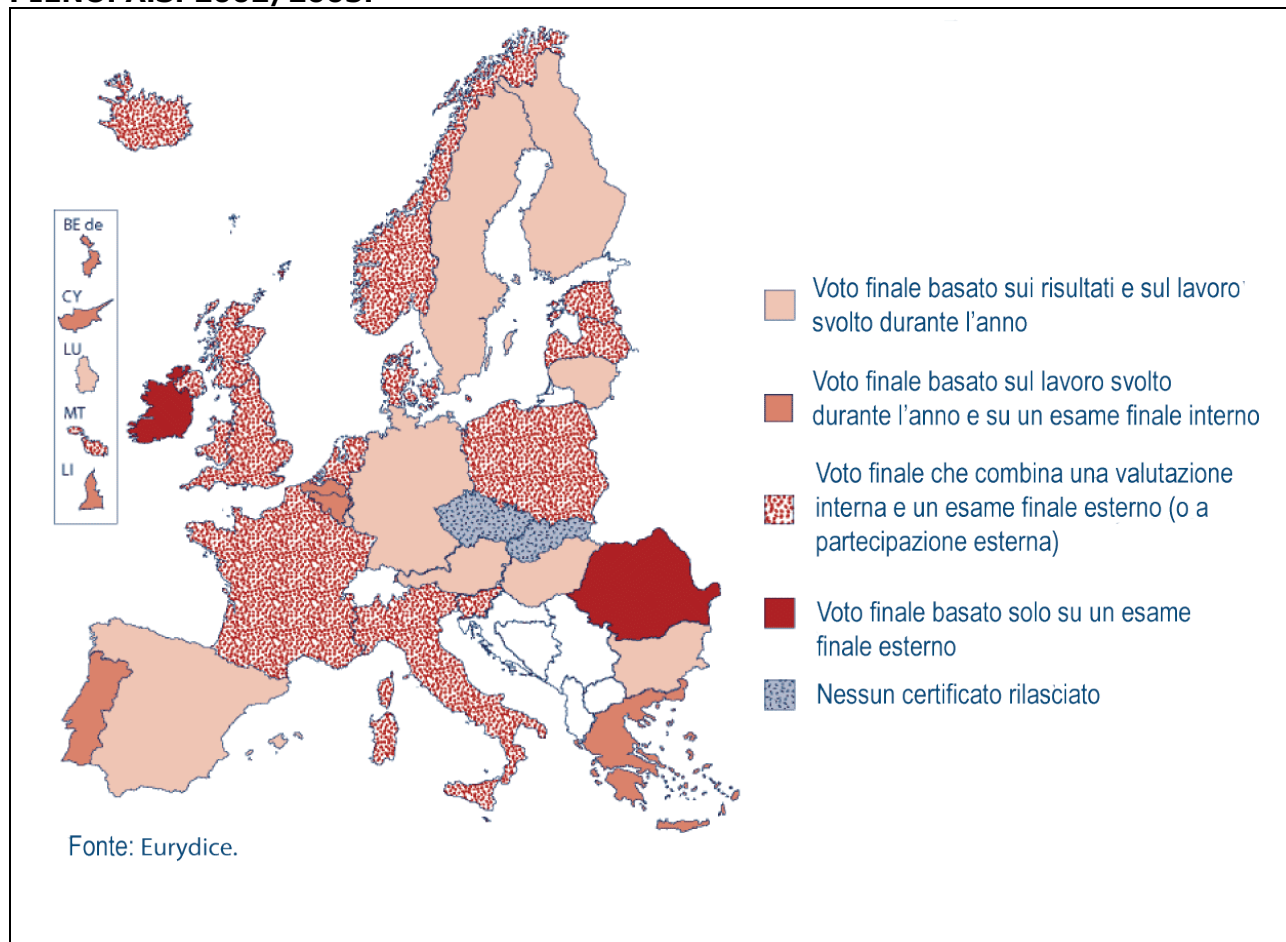 BE de
CY
LU
MT
LI
Voto finale basato sui risultati e sul lavoro
svolto durante l'anno
Voto finale basato sul lavoro svolto
durante l'anno e su un esame finale interno
Voto finale che combina una valutazione
interna e un esame finale esterno (o a
partecipazione esterna)
Voto finale basato solo su un esame
finale esterno
Nessun certificato rilasciato
Fonte: Eurydice.